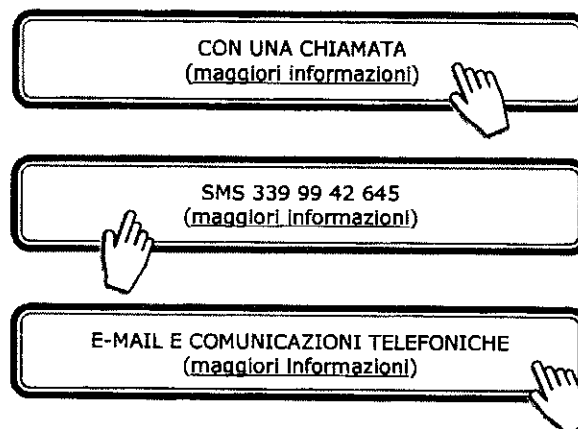 CON UNA CHIAMATA
(maggiori informazioni)
SMS 339 99 42 645
(maggiori informazioni)
E-MAIL E COMUNICAZIONI TELEFONICHE
(maggiori informazioni)